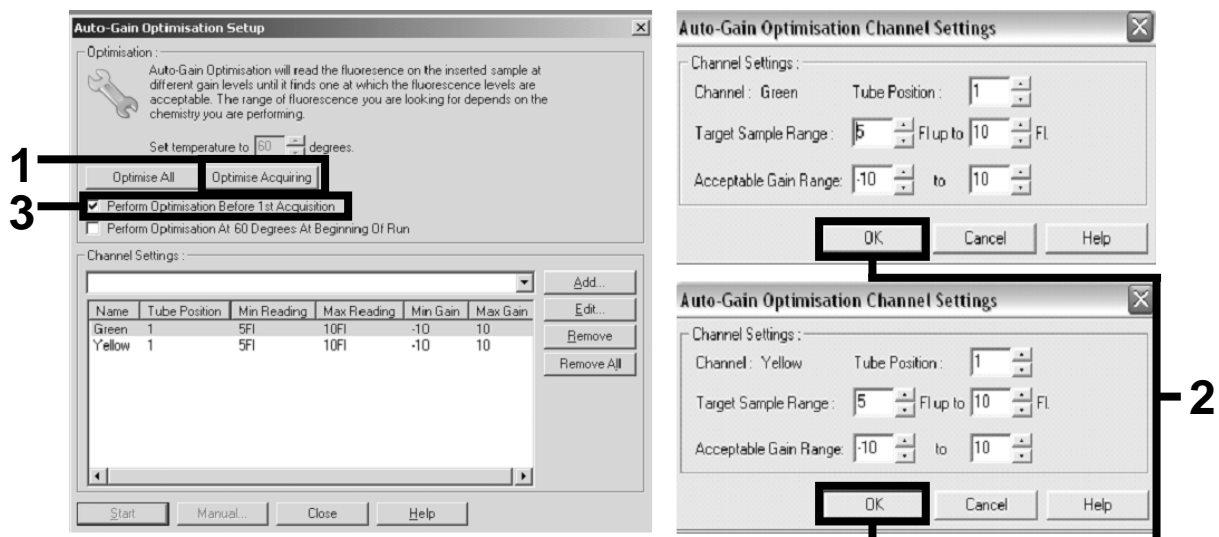 Auto-Gain Optimisation Setup
Optimisation :
Auto-Gain Optimisation will read the fluoresence on the inserted sample at
different gain levels until it finds one at which the fluorescence levels are
acceptable. The range of fluorescence you are looking for depends on the
chemistry you are performing.
Set temperature to 60 degrees.
1
Optimise All Optimise Acquiring
3
Perform Optimisation Before 1st Acquisition
Perform Optimisation At 60 Degrees At Beginning Of Run
Channel Settings :
Add...
Name Tube Position Min Reading Max Reading Min Gain Max Gain
Edit...
Green 1 5Fl 10Fl -10 10
Yellow 1 5Fl 10Fl -10 10
Remove
Remove All
Start Manual... Close Help
Auto-Gain Optimisation Channel Settings
Channel Settings :
Channel : Green Tube Position : 1
Target Sample Range : 5 Fl up to 10 Fl.
Acceptable Gain Range: -10 to 10
OK Cancel Help
Auto-Gain Optimisation Channel Settings
Channel Settings :
Channel : Yellow Tube Position : 1
Target Sample Range : 5 Fl up to 10 Fl.
Acceptable Gain Range: -10 to 10
OK Cancel Help
2